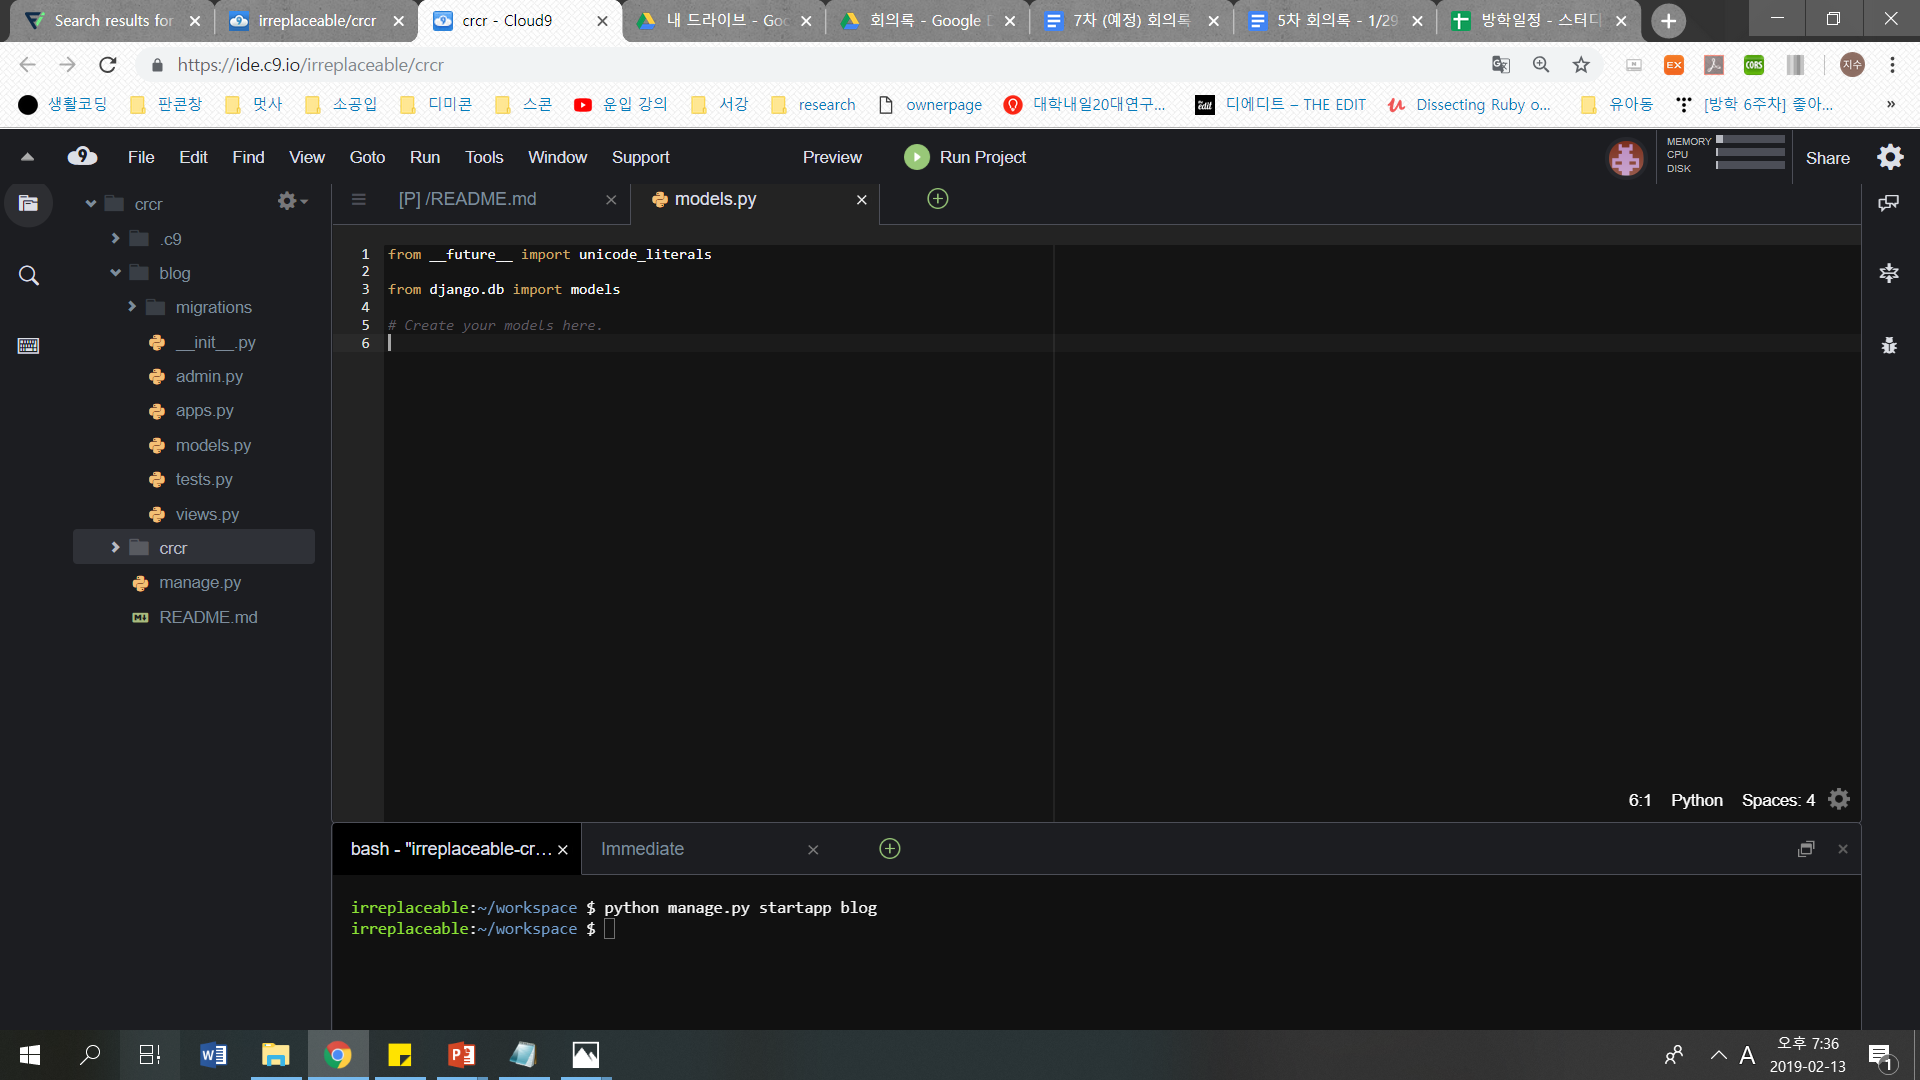 Search results for
irreplaceable/crcr
crcr - Cloud9
내 드라이브 - Goo
회의록 - Google D
7차 (예정) 회의록
5차 회의록 - 1/29
방학일정 - 스터디
https://ide.c9.io/irreplaceable/crcr
지수
생활코딩
판콘창
멋사
소공입
디미콘
스콘
운입 강의
서강
research
ownerpage
대학내일20대연구...
디에디트 – THE EDIT
Dissecting Ruby o...
유아동
[방학 6주차] 좋아...
»
File Edit Find View Goto Run Tools Window Support
Preview
Run Project
MEMORY
CPU
DISK
Share
crcr
.c9
blog
migrations
__init__.py
admin.py
apps.py
models.py
tests.py
views.py
crcr
manage.py
README.md
[P] /README.md
models.py
1 from __future__ import unicode_literals
2
3 from django.db import models
4
5 # Create your models here.
6
6:1 Python Spaces: 4
bash - "irreplaceable-cr...
Immediate
irreplaceable:~/workspace $ python manage.py startapp blog
irreplaceable:~/workspace $
A
오후 7:36
2019-02-13
1